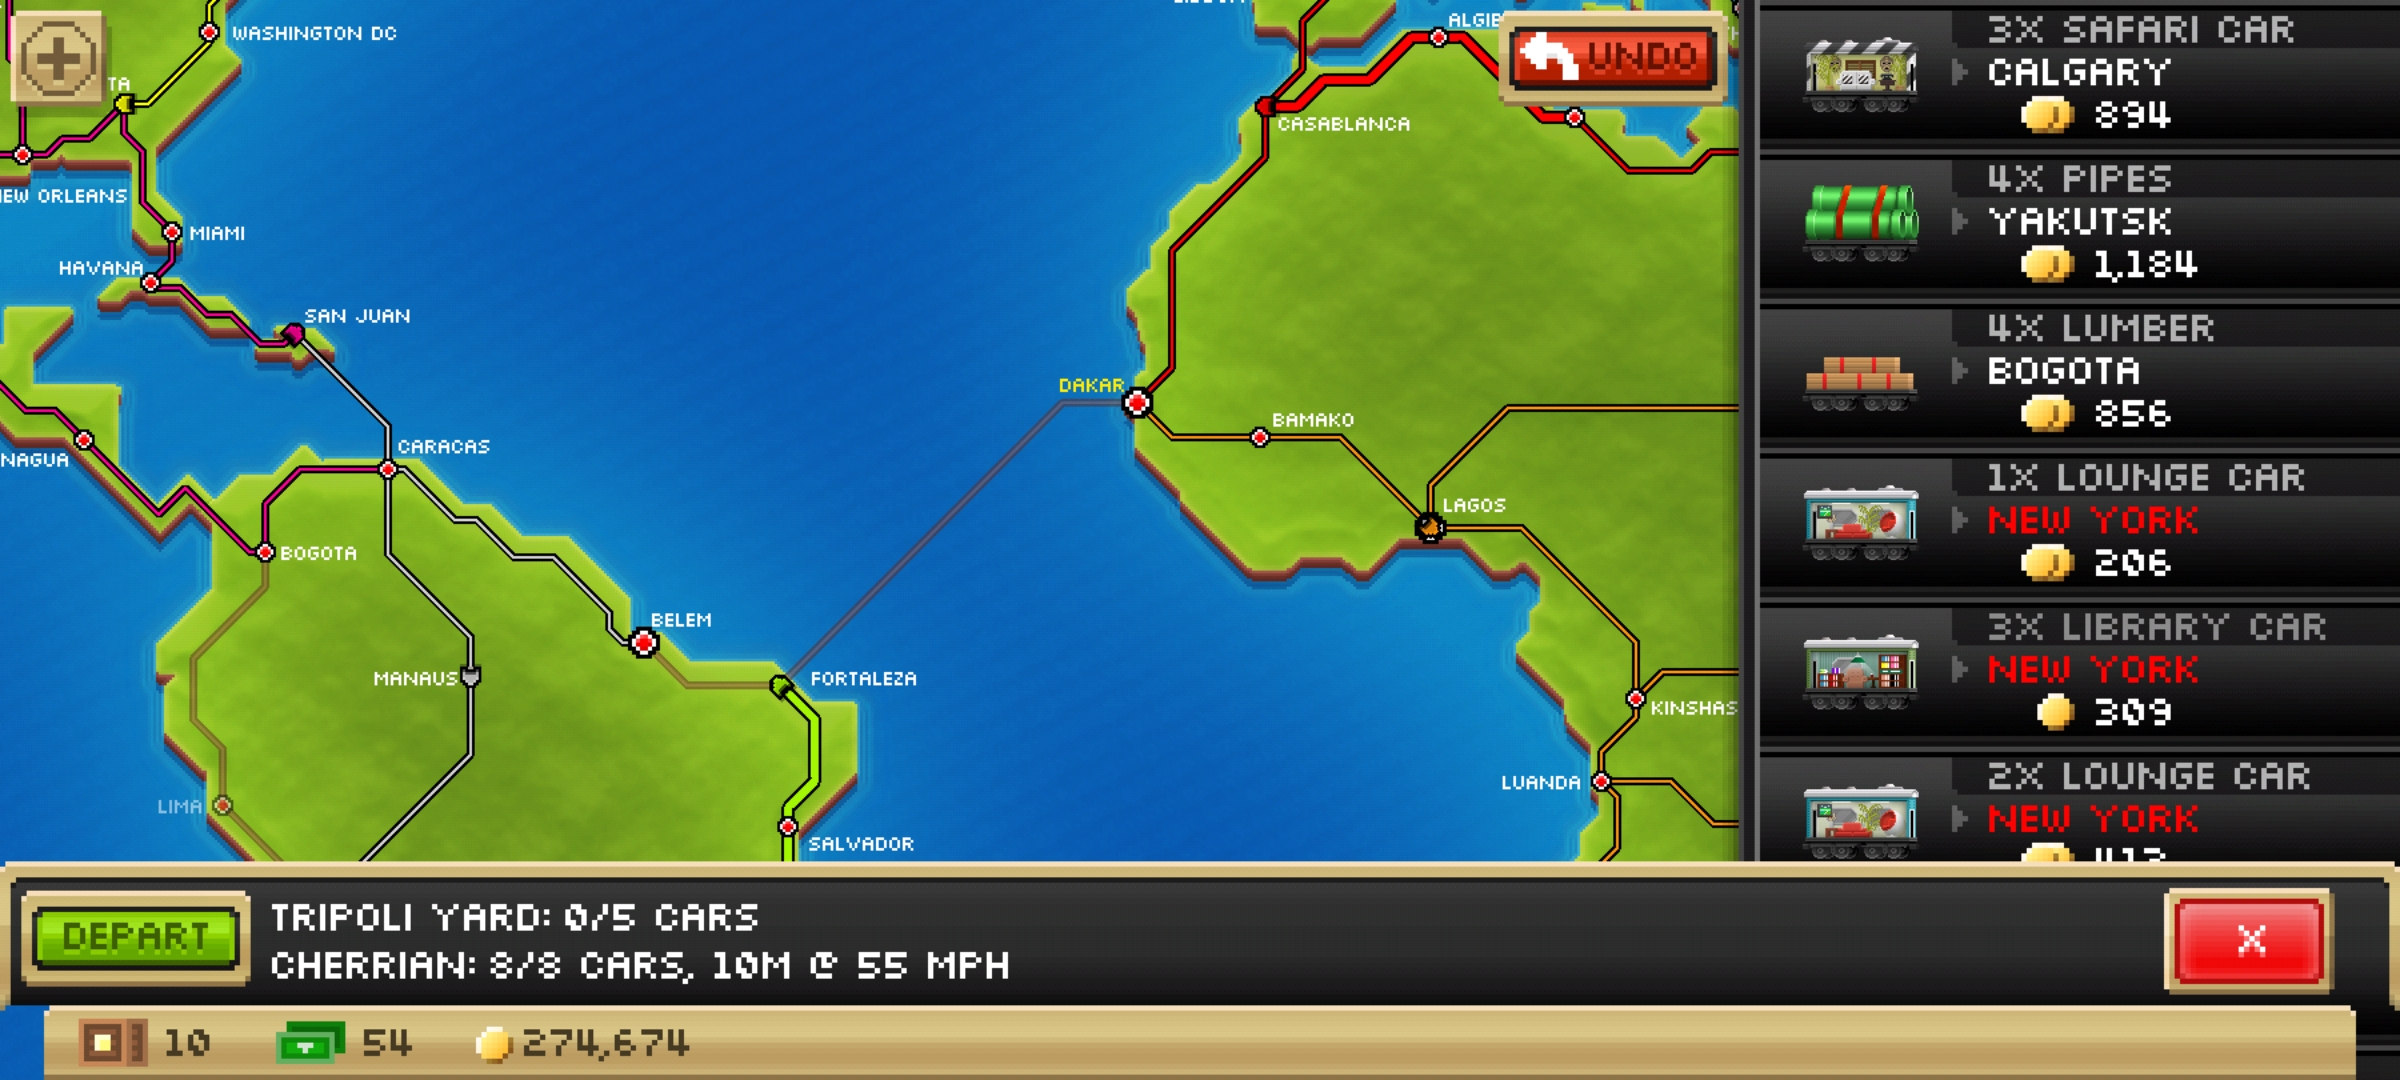 WASHINGTON DC
ALGIE
UNDO
TA
CASABLANCA
NEW ORLEANS
MIAMI
HAVANA
SAN JUAN
DAKAR
BAMAKO
CARACAS
NAGUA
LAGOS
BOGOTA
BELEM
MANAUS
FORTALEZA
KINSHAS
LUANDA
LIMA
SALVADOR
3X SAFARI CAR
CALGARY
894
4X PIPES
YAKUTSK
1,184
4X LUMBER
BOGOTA
856
1X LOUNGE CAR
NEW YORK
206
3X LIBRARY CAR
NEW YORK
309
2X LOUNGE CAR
NEW YORK
DEPART
TRIPOLI YARD: 0/5 CARS
CHERRIAN: 8/8 CARS, 10M @ 55 MPH
X
10
54
274,674